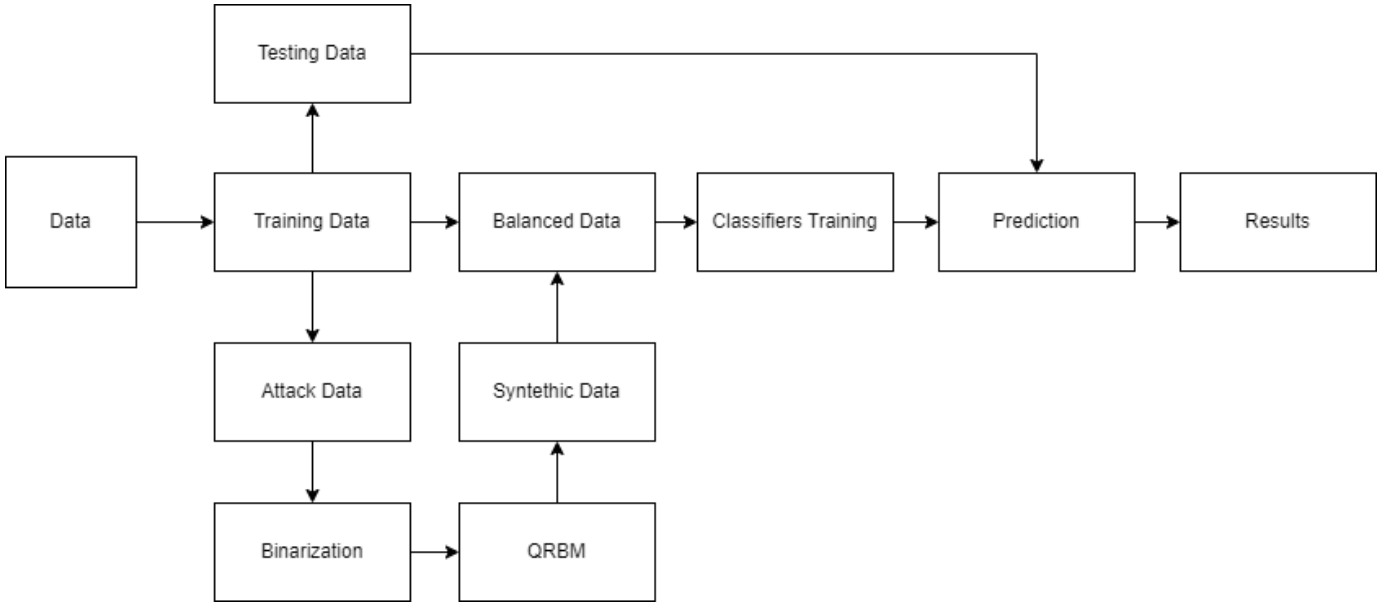 Testing Data
Data
Training Data
Balanced Data
Classifiers Training
Prediction
Results
Attack Data
Syntethic Data
Binarization
QRBM